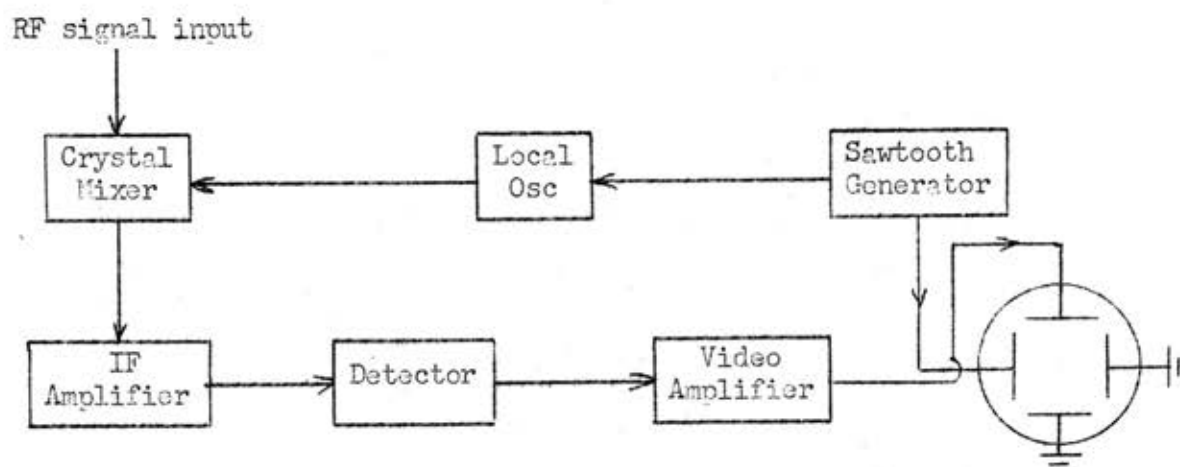 RF signal input
Crystal
Mixer
Local
Osc
Sawtooth
Generator
IF
Amplifier
Detector
Video
Amplifier